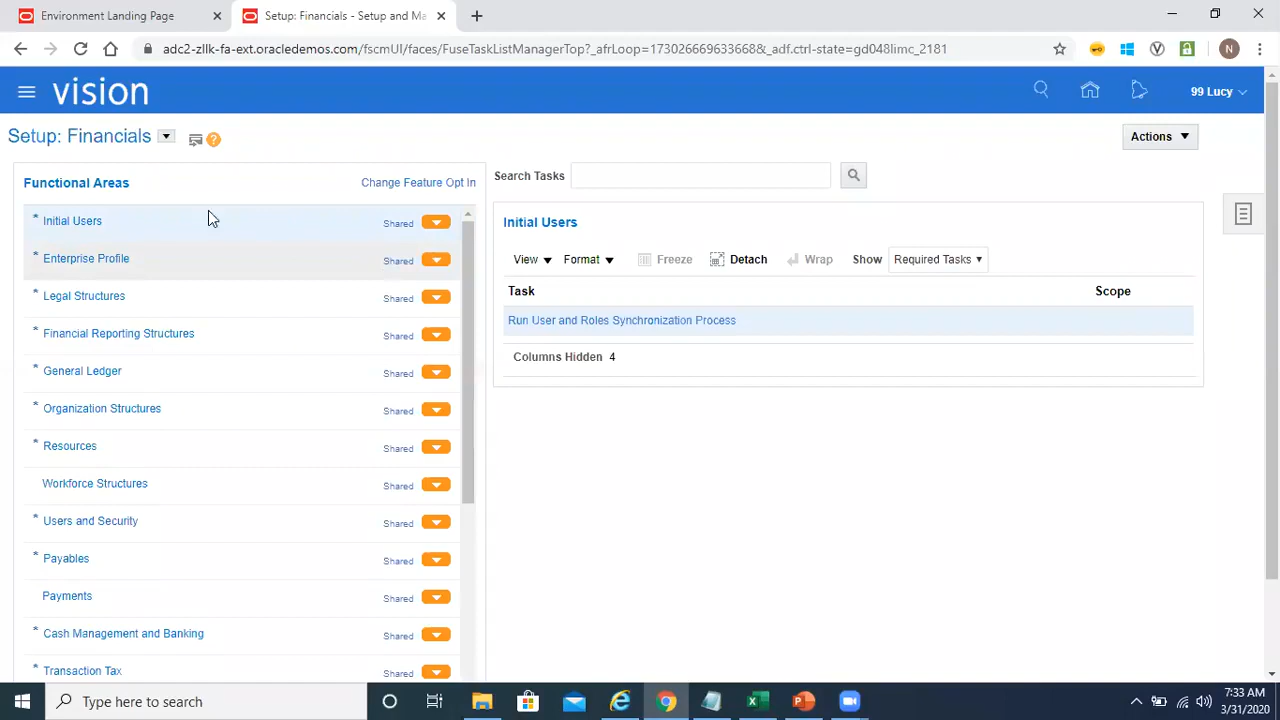 Environment Landing Page
Setup: Financials - Setup and Ma
adc2-zllk-fa-ext.oracledemos.com/fscmUI/faces/FuseTaskListManagerTop?_afrLoop=173026669633668&_adf.ctrl-state=gd048limc_2181
N
vision
99 Lucy
Setup: Financials
?
Actions
Functional Areas
Change Feature Opt In
Search Tasks
* Initial Users Shared
* Enterprise Profile Shared
* Legal Structures Shared
* Financial Reporting Structures Shared
* General Ledger Shared
* Organization Structures Shared
* Resources Shared
Workforce Structures Shared
* Users and Security Shared
* Payables Shared
Payments Shared
* Cash Management and Banking Shared
* Transaction Tax Shared
Initial Users
View Format Freeze Detach Wrap Show Required Tasks
Task Scope
Run User and Roles Synchronization Process
Columns Hidden 4
Type here to search
7:33 AM
3/31/2020